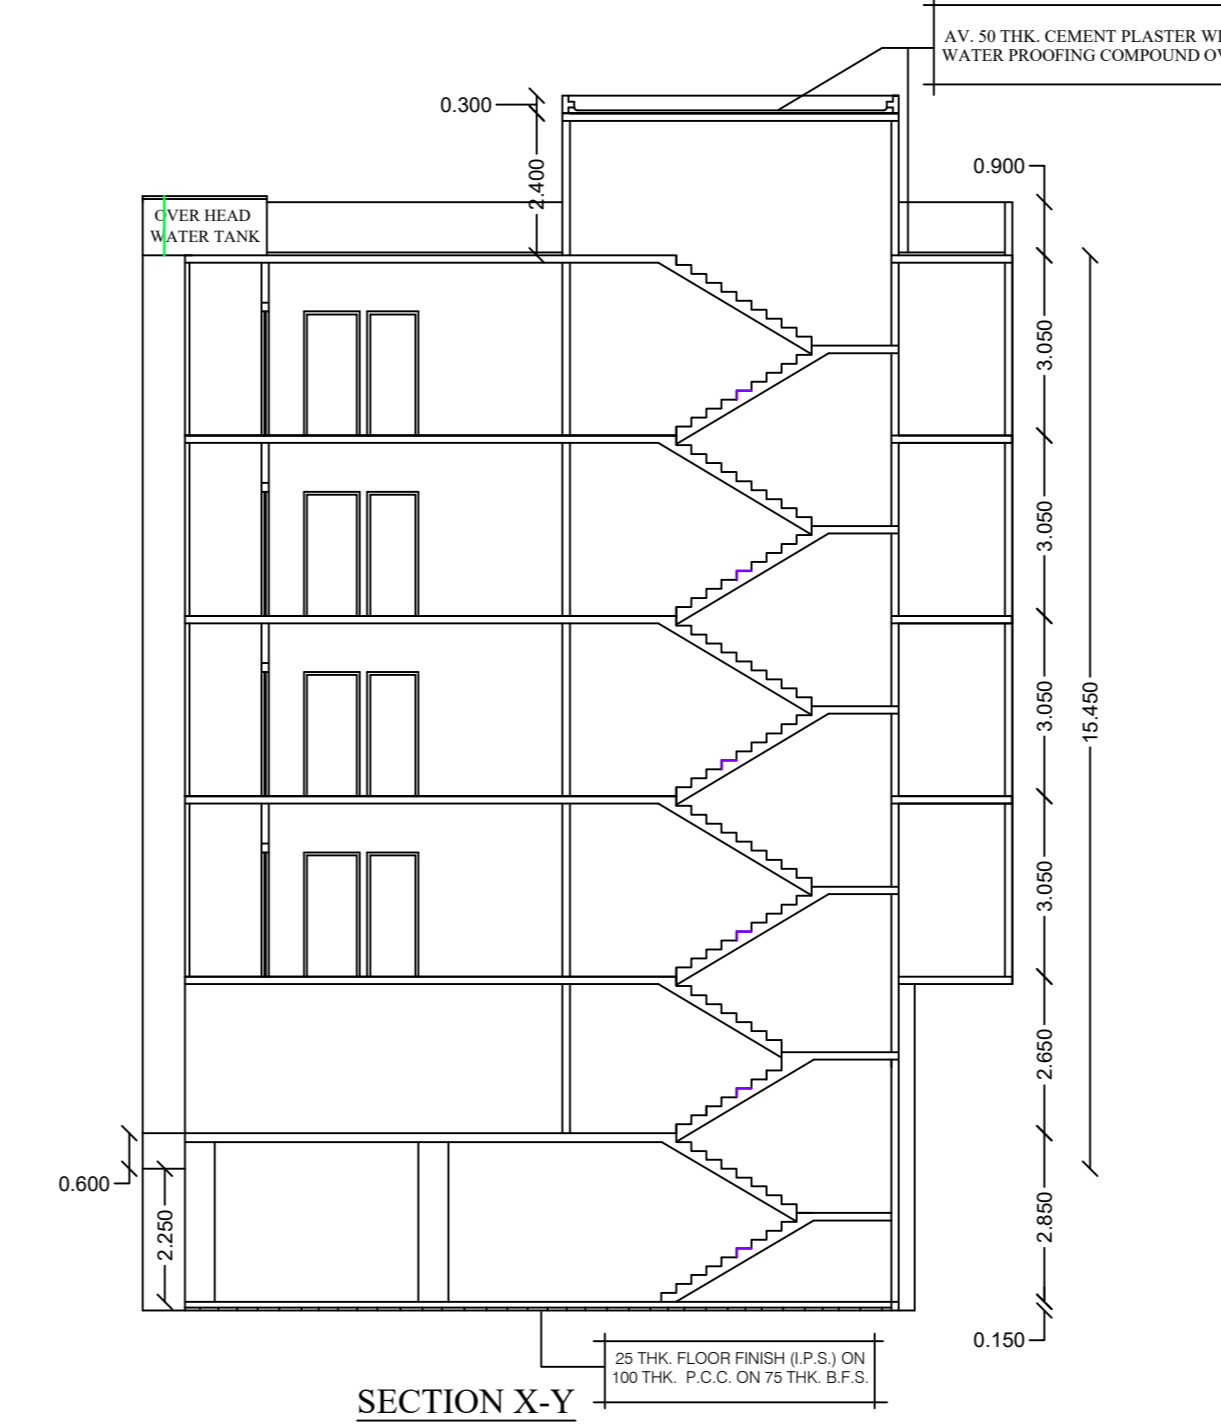 AV. 50 THK. CEMENT PLASTER
WATER PROOFING COMPOUND
0.300
2.400
0.900
OVER HEAD
WATER TANK
3.050
3.050
3.050
15.450
3.050
2.650
0.600
2.250
2.850
0.150
25 THK. FLOOR FINISH (I.P.S.) ON
100 THK. P.C.C. ON 75 THK. B.F.S.
SECTION X-Y